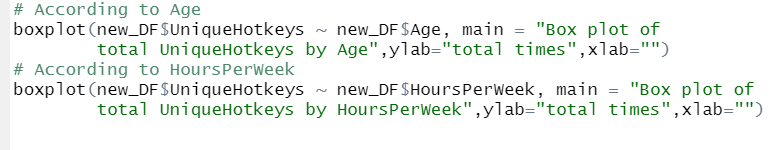 # According to Age
boxplot(new_DF$UniqueHotkeys ~ new_DF$Age, main = "Box plot of
total UniqueHotkeys by Age",ylab="total times",xlab="")
# According to HoursPerWeek
boxplot(new_DF$UniqueHotkeys ~ new_DF$HoursPerWeek, main = "Box plot of
total UniqueHotkeys by HoursPerWeek",ylab="total times",xlab="")